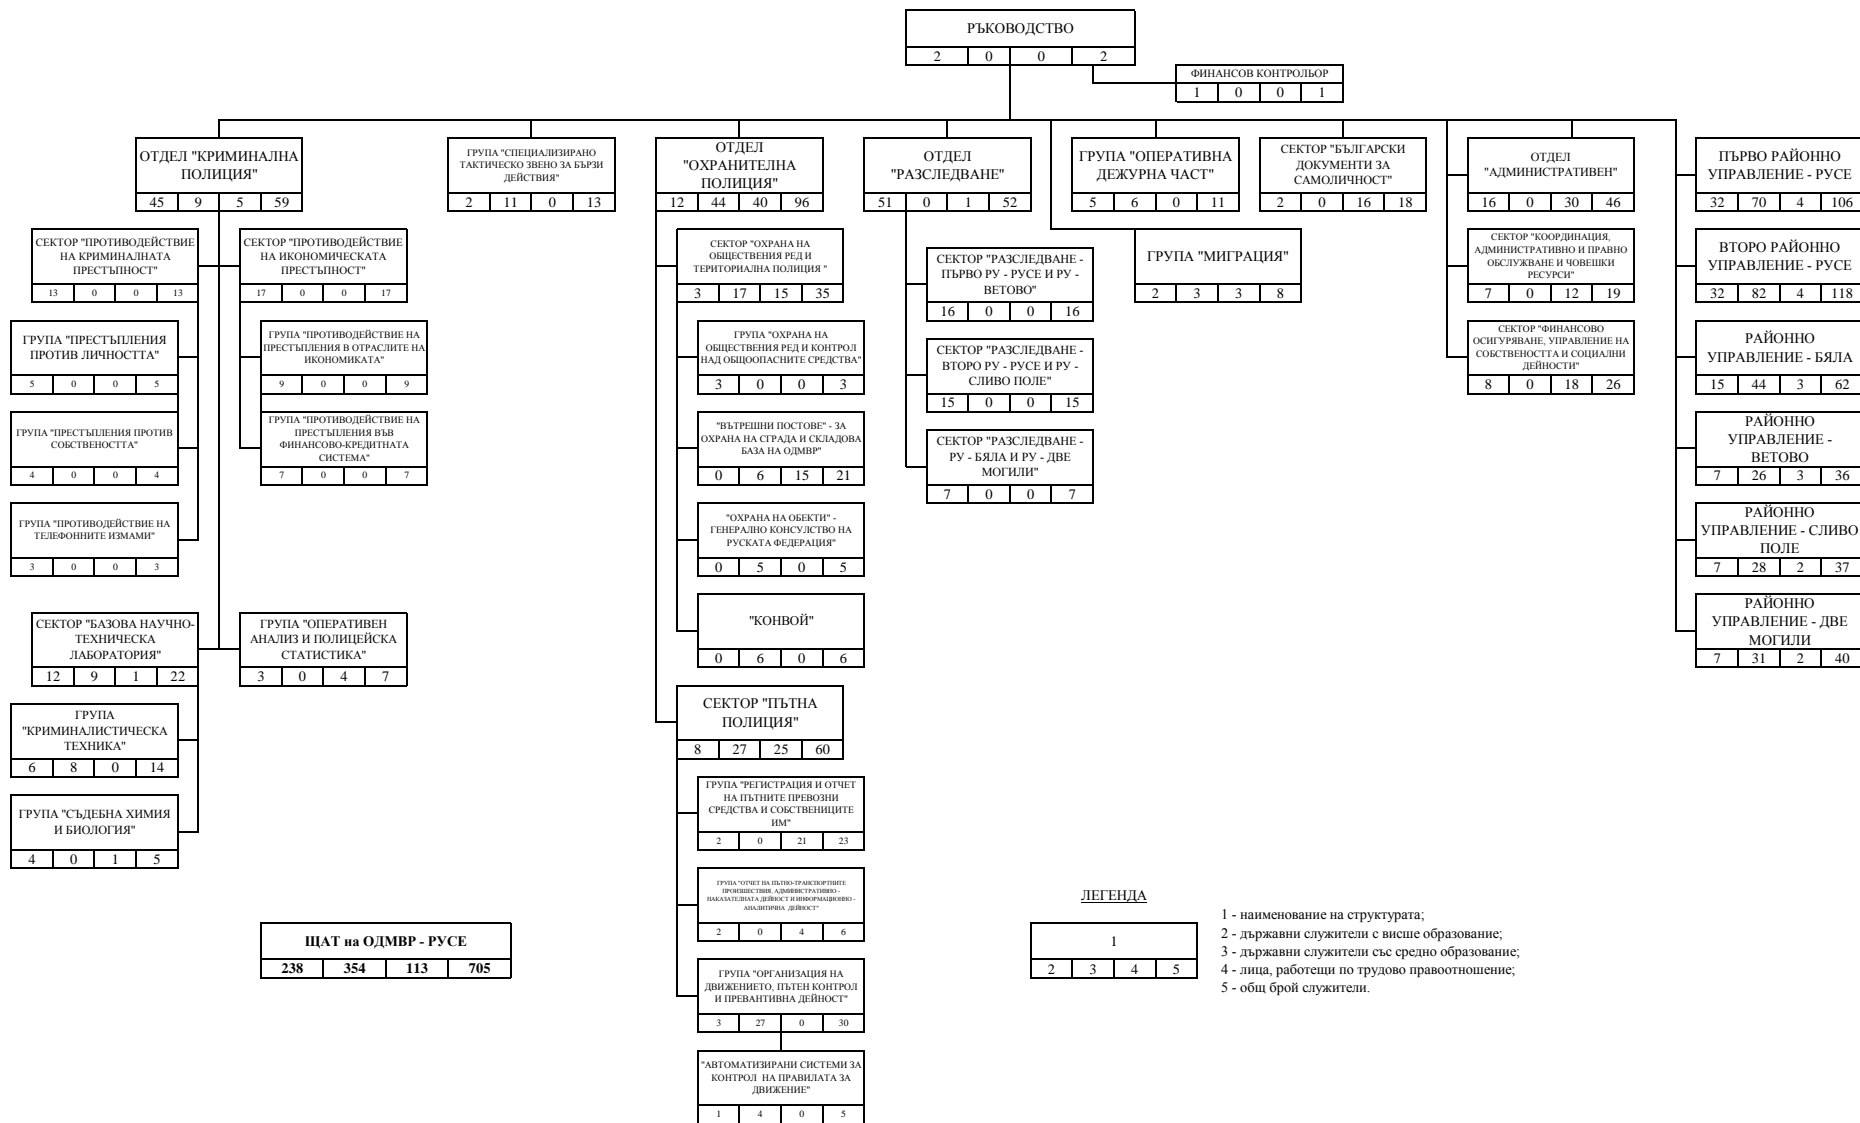 РЪКОВОДСТВО
2 0 0 2
ФИНАНСОВ КОНТРОЛЬОР
1 0 0 1
ОТДЕЛ "КРИМИНАЛНА
ПОЛИЦИЯ"
45 9 5 59
ГРУПА "СПЕЦИАЛИЗИРАНО
ТАКТИЧЕСКО ЗВЕНО ЗА БЪРЗИ
ДЕЙСТВИЯ"
2 11 0 13
ОТДЕЛ
"ОХРАНИТЕЛНА
ПОЛИЦИЯ"
12 44 40 96
ОТДЕЛ
"РАЗСЛЕДВАНЕ"
51 0 1 52
ГРУПА "ОПЕРАТИВНА
ДЕЖУРНА ЧАСТ"
5 6 0 11
СЕКТОР "БЪЛГАРСКИ
ДОКУМЕНТИ ЗА
САМОЛИЧНОСТ"
2 0 16 18
ОТДЕЛ
"АДМИНИСТРАТИВЕН"
16 0 30 46
ПЪРВО РАЙОННО
УПРАВЛЕНИЕ - РУСЕ
32 70 4 106
СЕКТОР "ПРОТИВОДЕЙСТВИЕ
НА КРИМИНАЛНАТА
ПРЕСТЪПНОСТ"
13 0 0 13
СЕКТОР "ПРОТИВОДЕЙСТВИЕ
НА ИКОНОМИЧЕСКАТА
ПРЕСТЪПНОСТ"
17 0 0 17
ГРУПА "ПРЕСТЪПЛЕНИЯ
ПРОТИВ ЛИЧНОСТТА"
5 0 0 5
ГРУПА "ПРОТИВОДЕЙСТВИЕ НА
ПРЕСТЪПЛЕНИЯ В ОТРАСЛИТЕ НА
ИКОНОМИКАТА"
9 0 0 9
ГРУПА "ПРЕСТЪПЛЕНИЯ ПРОТИВ
СОБСТВЕНОСТТА"
4 0 0 4
ГРУПА "ПРОТИВОДЕЙСТВИЕ НА
ПРЕСТЪПЛЕНИЯ ВЪВ
ФИНАНСОВО-КРЕДИТНАТА
СИСТЕМА"
7 0 0 7
ГРУПА "ПРОТИВОДЕЙСТВИЕ НА
ТЕЛЕФОННИТЕ ИЗМАМИ"
3 0 0 3
СЕКТОР "БАЗОВА НАУЧНО-
ТЕХНИЧЕСКА
ЛАБОРАТОРИЯ"
12 9 1 22
ГРУПА "ОПЕРАТИВЕН
АНАЛИЗ И ПОЛИЦЕЙСКА
СТАТИСТИКА"
3 0 4 7
ГРУПА
"КРИМИНАЛИСТИЧЕСКА
ТЕХНИКА"
6 8 0 14
ГРУПА "СЪДЕБНА ХИМИЯ
И БИОЛОГИЯ"
4 0 1 5
СЕКТОР "ОХРАНА НА
ОБЩЕСТВЕНИЯ РЕД И
ТЕРИТОРИАЛНА ПОЛИЦИЯ "
3 17 15 35
ГРУПА "ОХРАНА НА
ОБЩЕСТВЕНИЯ РЕД И КОНТРОЛ
НАД ОБЩООПАСНИТЕ СРЕДСТВА"
3 0 0 3
"ВЪТРЕШНИ ПОСТОВЕ" - ЗА
ОХРАНА НА СГРАДА И СКЛАДОВА
БАЗА НА ОДМВР"
0 6 15 21
"ОХРАНА НА ОБЕКТИ" -
ГЕНЕРАЛНО КОНСУЛСТВО НА
РУСКАТА ФЕДЕРАЦИЯ"
0 5 0 5
"КОНВОЙ"
0 6 0 6
СЕКТОР "ПЪТНА
ПОЛИЦИЯ"
8 27 25 60
ГРУПА "РЕГИСТРАЦИЯ И ОТЧЕТ
НА ПЪТНИТЕ ПРЕВОЗНИ
СРЕДСТВА И СОБСТВЕНИЦИТЕ
ИМ"
2 0 21 23
ГРУПА "ОТЧЕТ НА ПЪТНО-ТРАНСПОРТНИТЕ
ПРОИЗШЕСТВИЯ, АДМИНИСТРАТИВНО -
НАКАЗАТЕЛНАТА ДЕЙНОСТ И ИНФОРМАЦИОННО -
АНАЛИТИЧНА ДЕЙНОСТ"
2 0 4 6
ГРУПА "ОРГАНИЗАЦИЯ НА
ДВИЖЕНИЕТО, ПЪТЕН КОНТРОЛ
И ПРЕВАНТИВНА ДЕЙНОСТ"
3 27 0 30
"АВТОМАТИЗИРАНИ СИСТЕМИ ЗА
КОНТРОЛ НА ПРАВИЛАТА ЗА
ДВИЖЕНИЕ"
1 4 0 5
СЕКТОР "РАЗСЛЕДВАНЕ -
ПЪРВО РУ - РУСЕ И РУ -
ВЕТОВО"
16 0 0 16
СЕКТОР "РАЗСЛЕДВАНЕ -
ВТОРО РУ - РУСЕ И РУ -
СЛИВО ПОЛЕ"
15 0 0 15
СЕКТОР "РАЗСЛЕДВАНЕ -
РУ - БЯЛА И РУ - ДВЕ
МОГИЛИ"
7 0 0 7
ГРУПА "МИГРАЦИЯ"
2 3 3 8
СЕКТОР "КООРДИНАЦИЯ,
АДМИНИСТРАТИВНО И ПРАВНО
ОБСЛУЖВАНЕ И ЧОВЕШКИ
РЕСУРСИ"
7 0 12 19
СЕКТОР "ФИНАНСОВО
ОСИГУРЯВАНЕ, УПРАВЛЕНИЕ НА
СОБСТВЕНОСТТА И СОЦИАЛНИ
ДЕЙНОСТИ"
8 0 18 26
ВТОРО РАЙОННО
УПРАВЛЕНИЕ - РУСЕ
32 82 4 118
РАЙОННО
УПРАВЛЕНИЕ - БЯЛА
15 44 3 62
РАЙОННО
УПРАВЛЕНИЕ -
ВЕТОВО
7 26 3 36
РАЙОННО
УПРАВЛЕНИЕ - СЛИВО
ПОЛЕ
7 28 2 37
РАЙОННО
УПРАВЛЕНИЕ - ДВЕ
МОГИЛИ
7 31 2 40
ЩАТ на ОДМВР - РУСЕ
238 354 113 705
ЛЕГЕНДА
1
2 3 4 5
1 - наименование на структурата;
2 - държавни служители с висше образование;
3 - държавни служители със средно образование;
4 - лица, работещи по трудово правоотношение;
5 - общ брой служители.